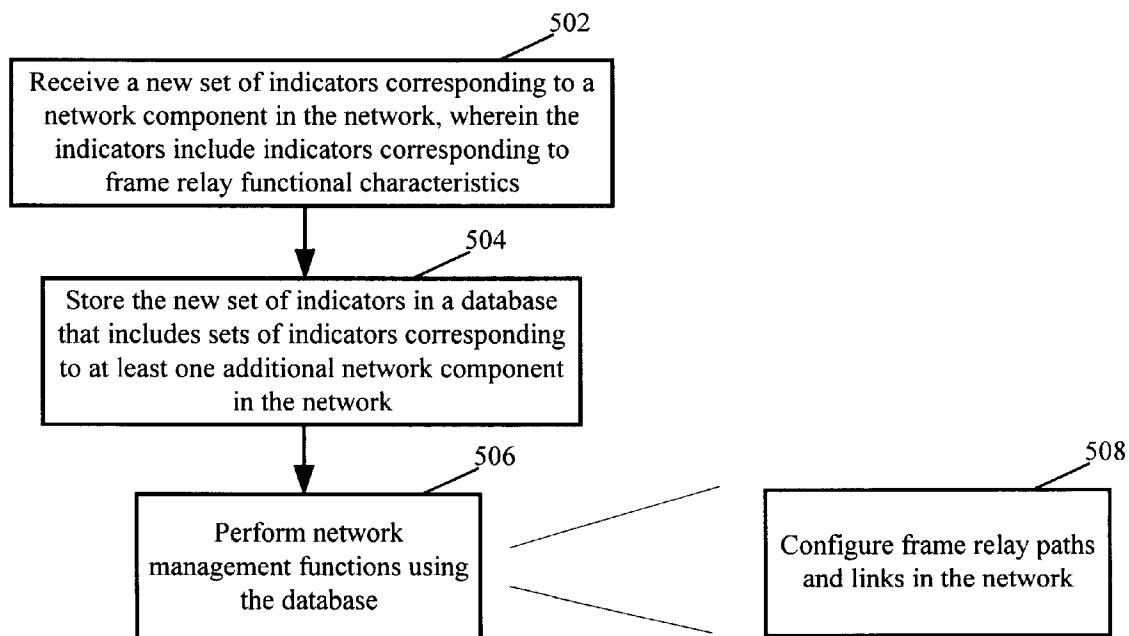 502
Receive a new set of indicators corresponding to a
network component in the network, wherein the
indicators include indicators corresponding to
frame relay functional characteristics
504
Store the new set of indicators in a database
that includes sets of indicators corresponding
to at least one additional network component
in the network
506
Perform network
management functions using
the database
508
Configure frame relay paths
and links in the network